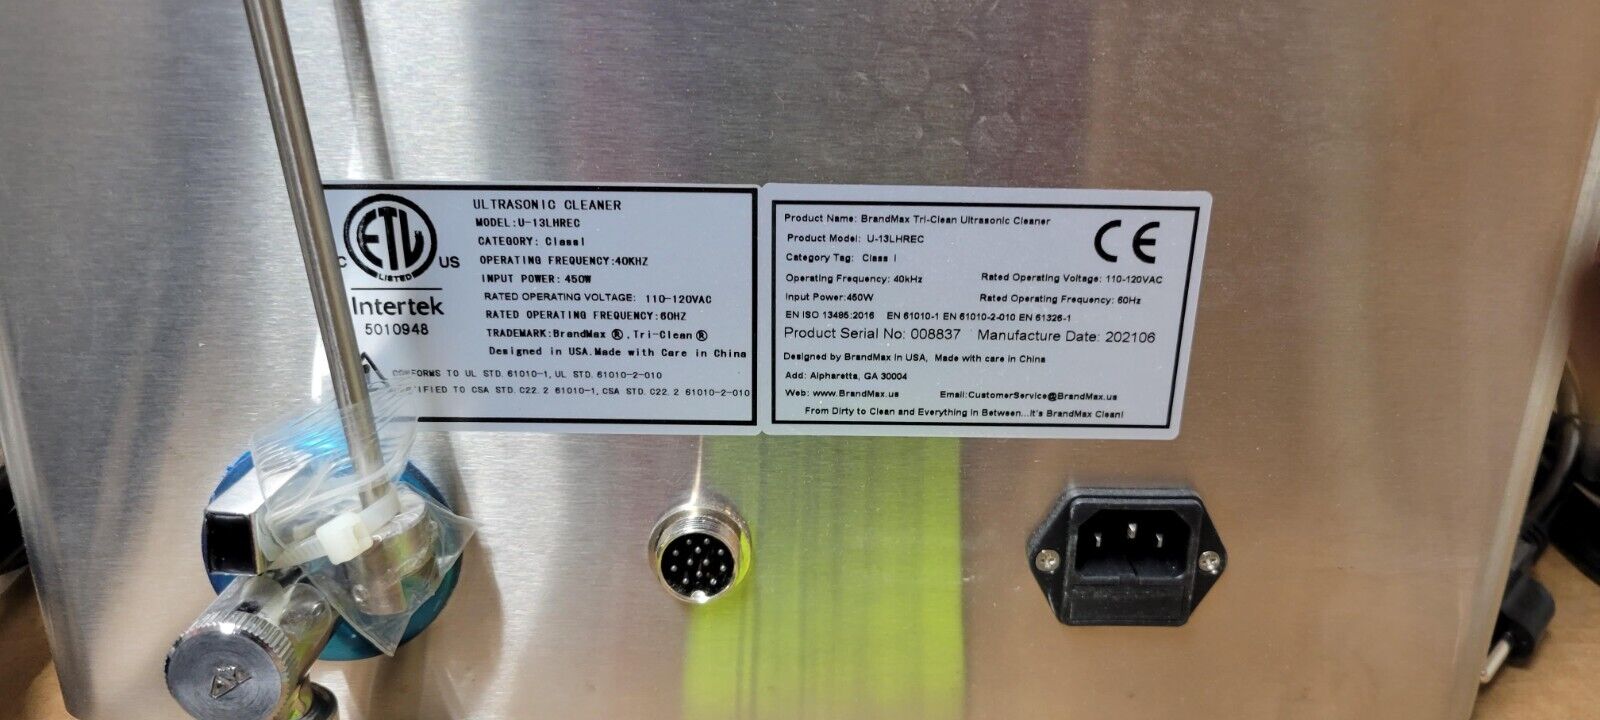 ETL
C US
LISTED
Intertek
5010948
ULTRASONIC CLEANER
MODEL:U-13LHREC
CATEGORY: ClassI
OPERATING FREQUENCY:40KHZ
INPUT POWER: 450W
RATED OPERATING VOLTAGE: 110-120VAC
RATED OPERATING FREQUENCY:60HZ
TRADEMARK:BrandMax ®, Tri-Clean ®
Designed in USA.Made with Care in China
CONFORMS TO UL STD. 61010-1, UL STD. 61010-2-010
TO CSA STD. C22. 2 61010-1, CSA STD. C22. 2 61010-2-010
Product Name: BrandMax Tri-Clean Ultrasonic Cleaner
Product Model: U-13LHREC
Category Tag: Class I
CE
Operating Frequency: 40kHz Rated Operating Voltage: 110-120VAC
Input Power:450W Rated Operating Frequency: 60Hz
EN ISO 13485:2016 EN 61010-1 EN 61010-2-010 EN 61326-1
Product Serial No: 008837 Manufacture Date: 202106
Designed by BrandMax in USA, Made with care in China
Add: Alpharetta, GA 30004
Web: www.BrandMax.us Email:CustomerService@BrandMax.us
From Dirty to Clean and Everything in Between...It's BrandMax Clean!